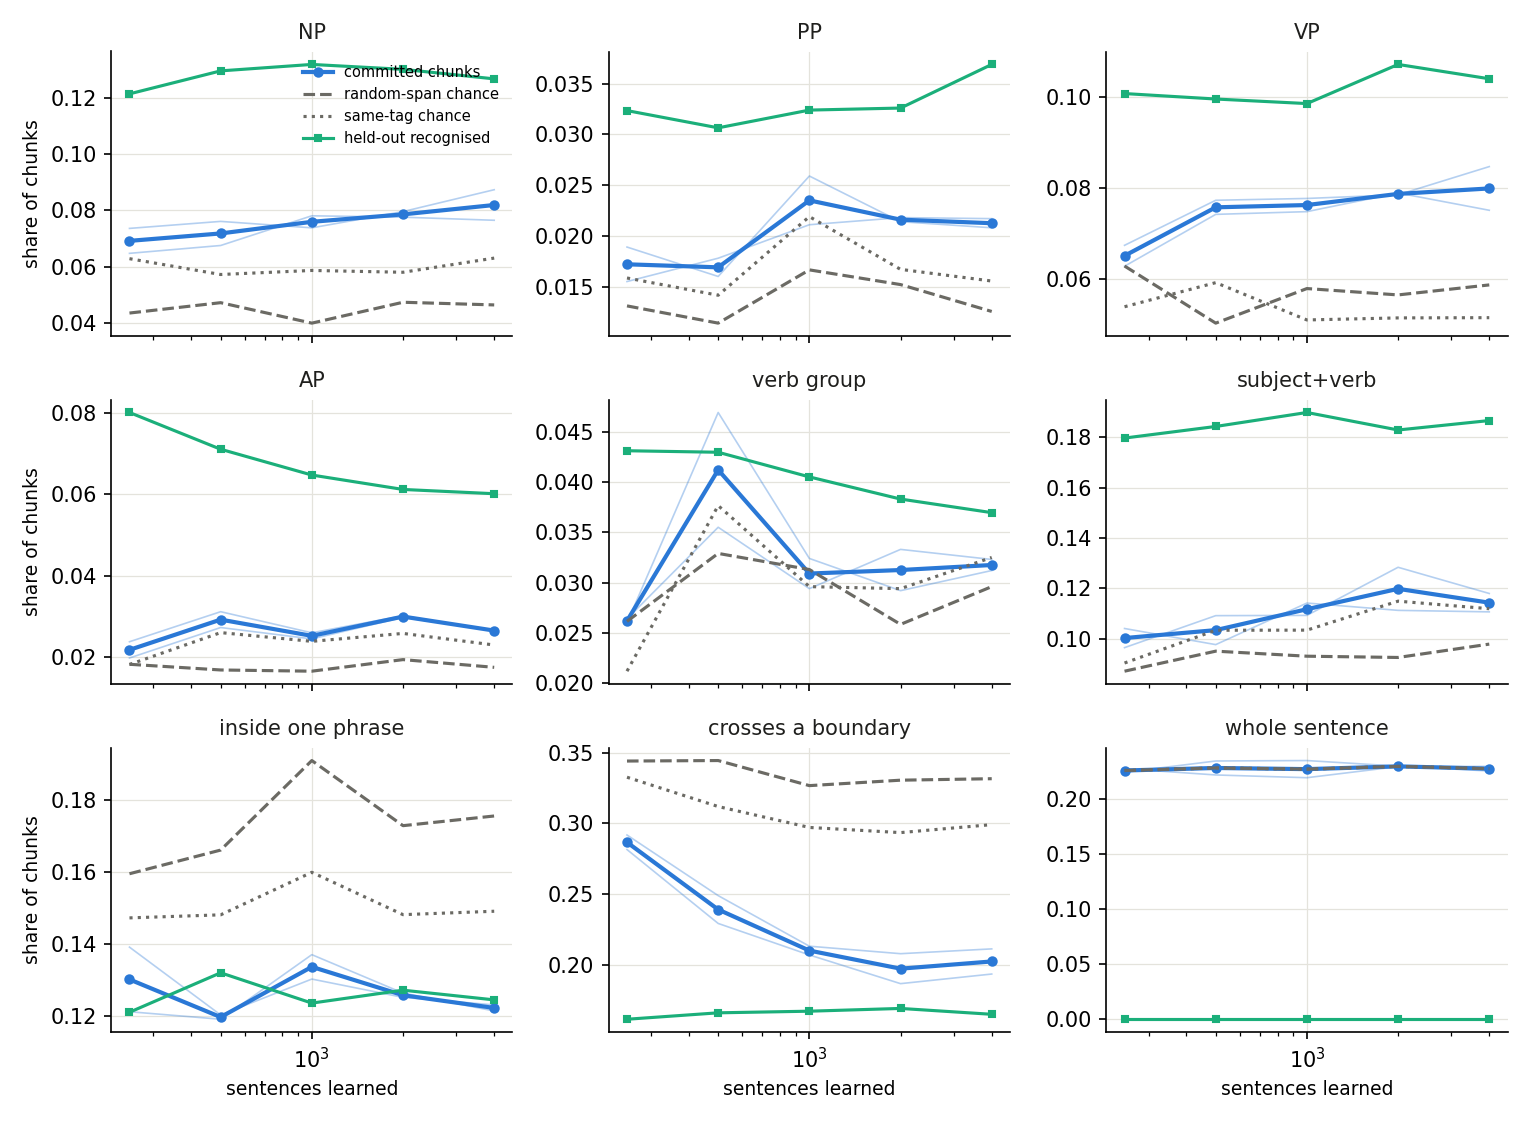 NP
PP
VP
committed chunks
random-span chance
same-tag chance
held-out recognised
share of chunks
0.12
0.10
0.08
0.06
0.04
0.035
0.030
0.025
0.020
0.015
0.10
0.08
0.06
AP
verb group
subject+verb
share of chunks
0.08
0.06
0.04
0.02
0.045
0.040
0.035
0.030
0.025
0.020
0.18
0.16
0.14
0.12
0.10
inside one phrase
crosses a boundary
whole sentence
share of chunks
0.18
0.16
0.14
0.12
0.35
0.30
0.25
0.20
0.20
0.15
0.10
0.05
0.00
10³
10³
10³
sentences learned
sentences learned
sentences learned